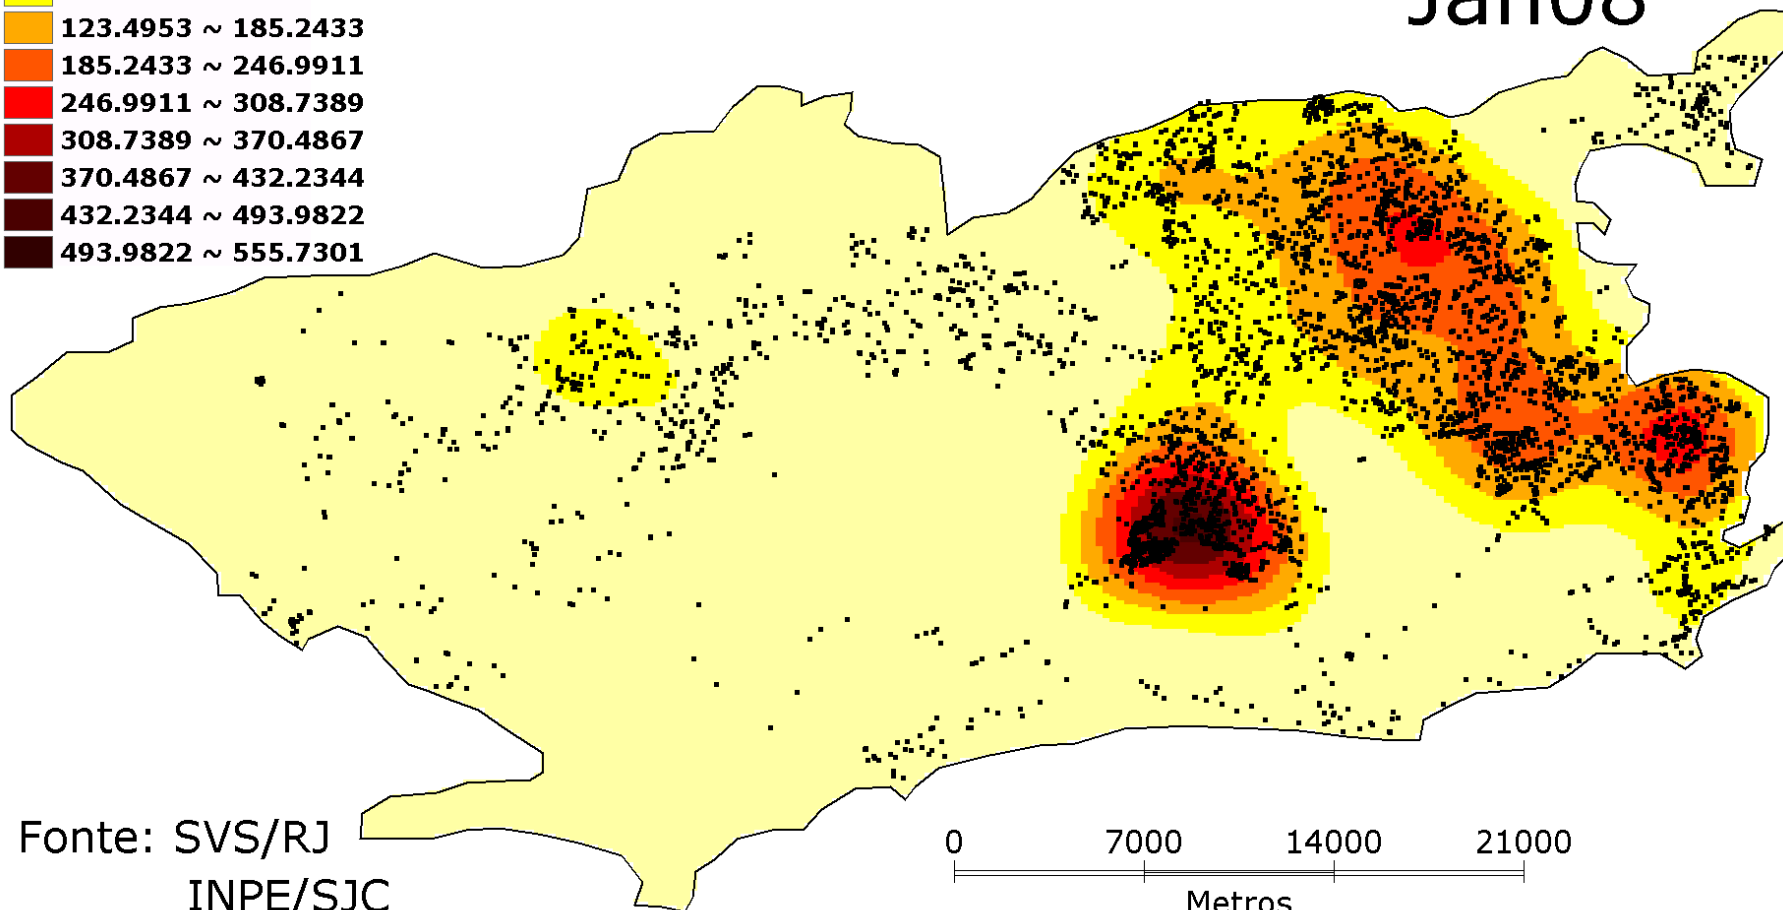 Jan08
123.4953 ~ 185.2433
185.2433 ~ 246.9911
246.9911 ~ 308.7389
308.7389 ~ 370.4867
370.4867 ~ 432.2344
432.2344 ~ 493.9822
493.9822 ~ 555.7301
Fonte: SVS/RJ
INPE/SJC
0 7000 14000 21000
Metros